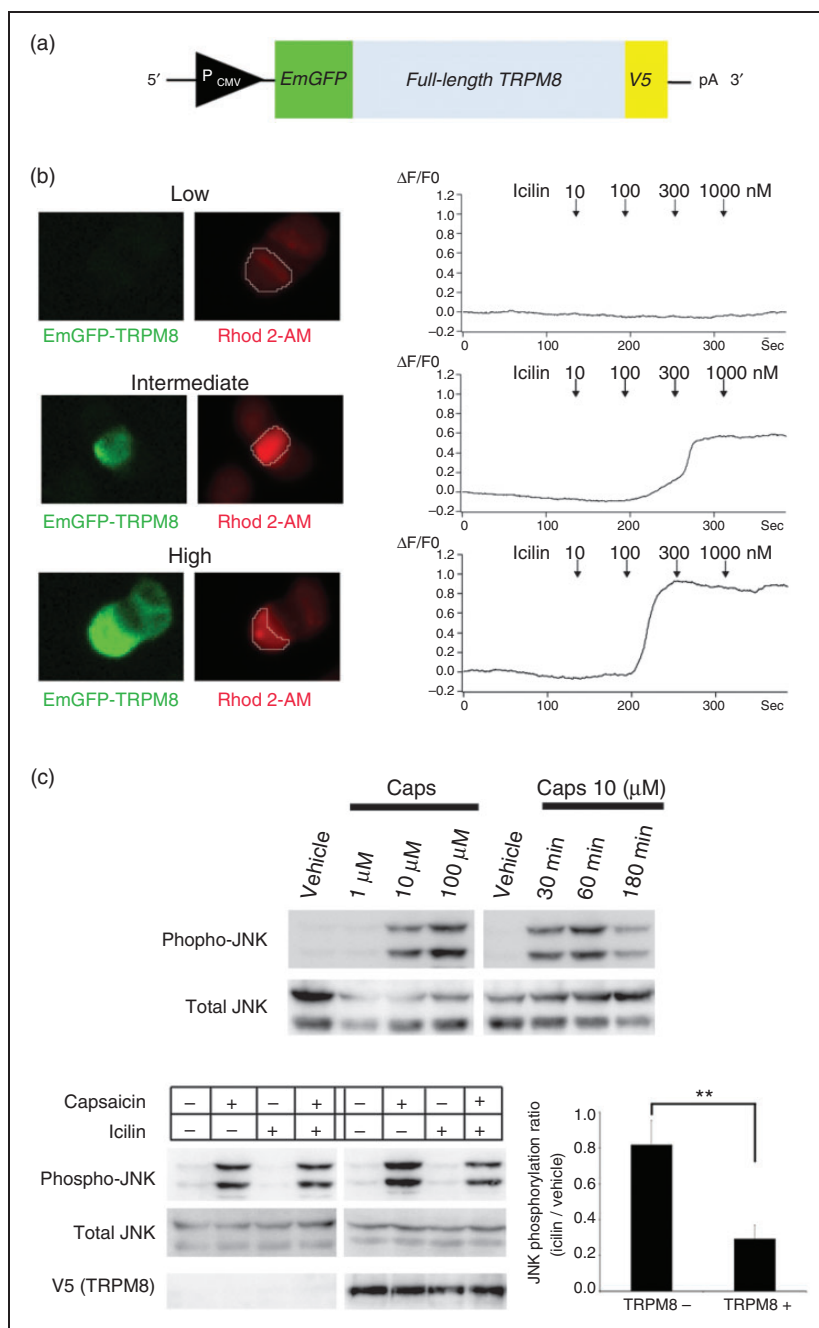 (a)
5′ P CMV EmGFP Full-length TRPM8 V5 pA 3′
(b)
Low
EmGFP-TRPM8 Rhod 2-AM
ΔF/F0
Icilin 10 100 300 1000 nM
1.2
1.0
0.8
0.6
0.4
0.2
0.0
−0.2
0 100 200 300 Sec
Intermediate
EmGFP-TRPM8 Rhod 2-AM
ΔF/F0
Icilin 10 100 300 1000 nM
1.2
1.0
0.8
0.6
0.4
0.2
0.0
−0.2
0 100 200 300 Sec
High
EmGFP-TRPM8 Rhod 2-AM
ΔF/F0
Icilin 10 100 300 1000 nM
1.2
1.0
0.8
0.6
0.4
0.2
0.0
−0.2
0 100 200 300 Sec
(c)
Caps Caps 10 (μM)
Vehicle 1 μM 10 μM 100 μM Vehicle 30 min 60 min 180 min
Phopho-JNK
Total JNK
Capsaicin − + − + − + − +
Icilin − − + + − − + +
Phospho-JNK
Total JNK
V5 (TRPM8)
JNK phosphorylation ratio
(icilin / vehicle)
**
1.0
0.8
0.6
0.4
0.2
0.0
TRPM8 − TRPM8 +